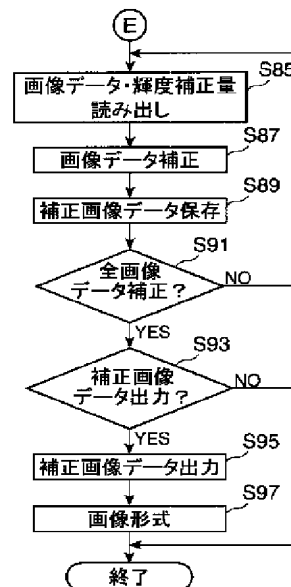 E
画像データ・輝度補正量
読み出し
S85
画像データ補正
S87
補正画像データ保存
S89
全画像
データ補正？
S91
NO
YES
補正画像
データ出力？
S93
NO
YES
補正画像データ出力
S95
画像形式
S97
終了